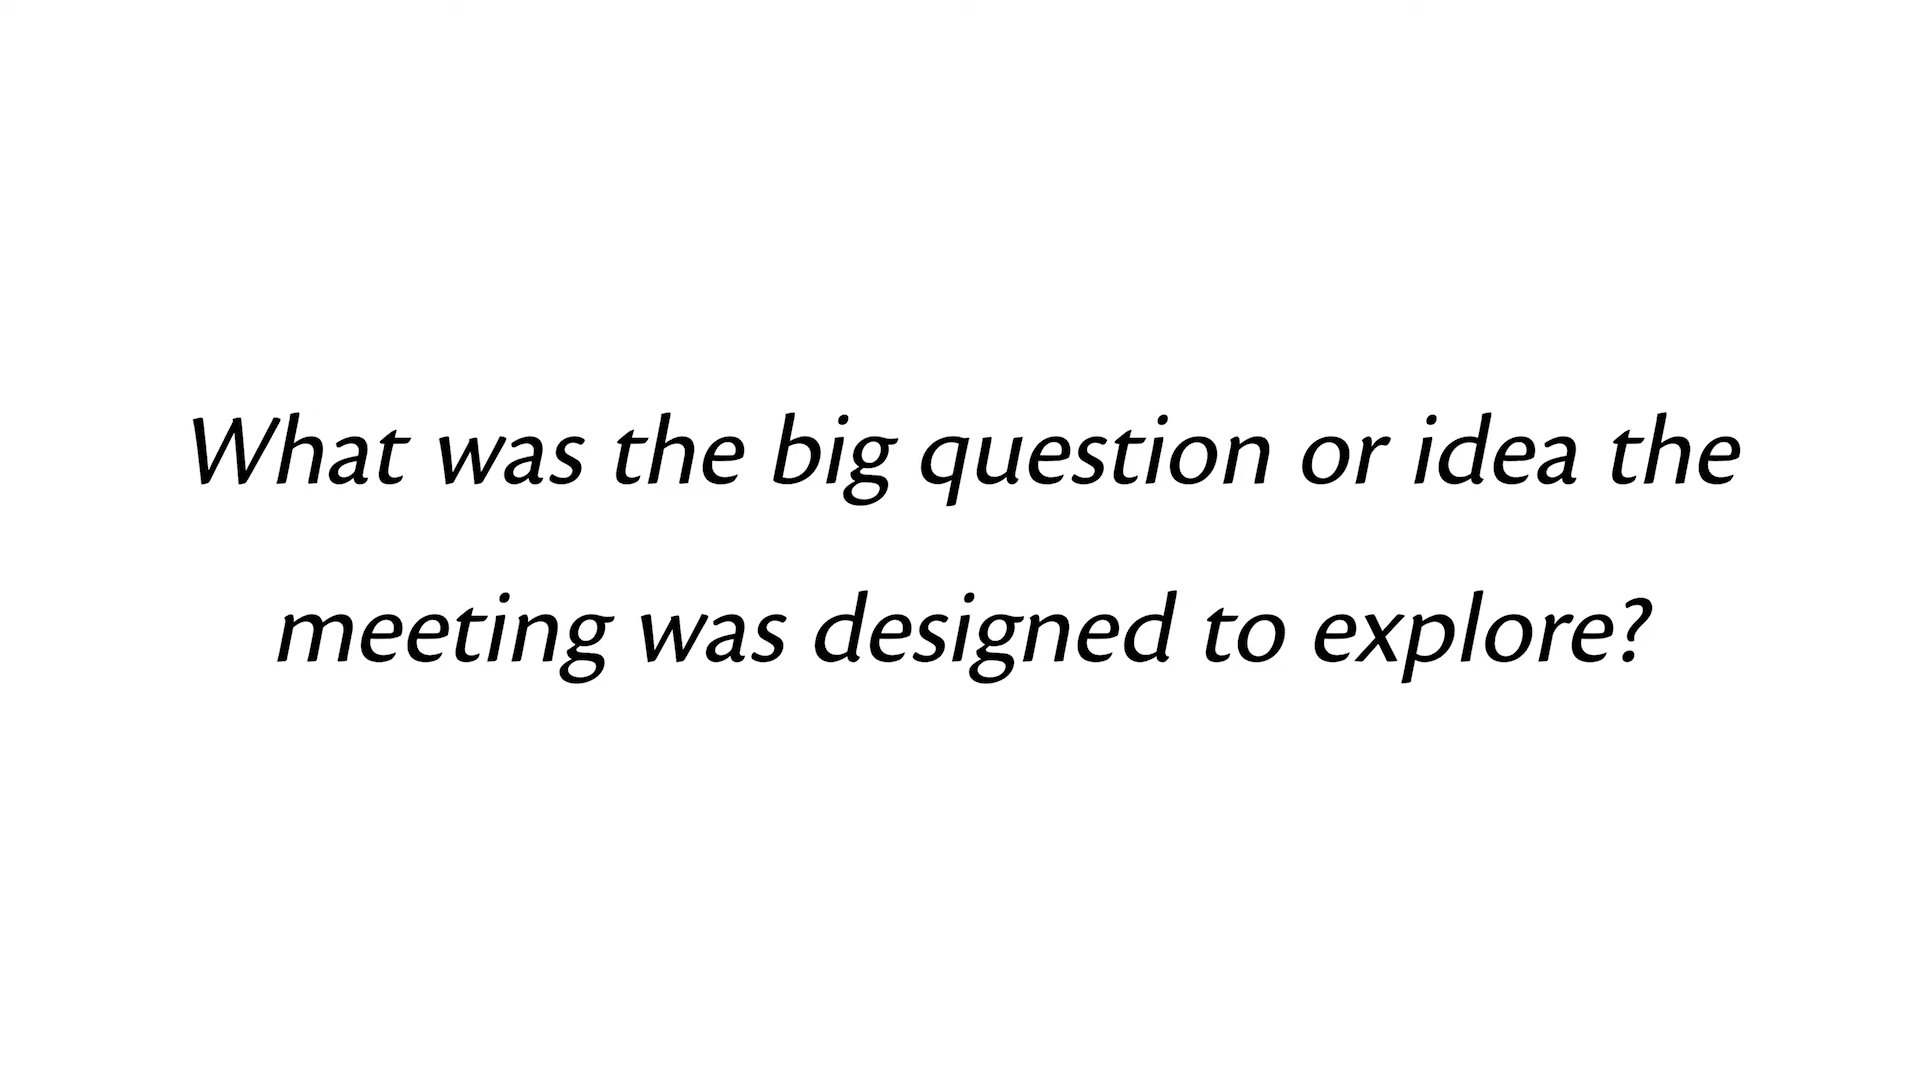 What was the big question or idea the
meeting was designed to explore?